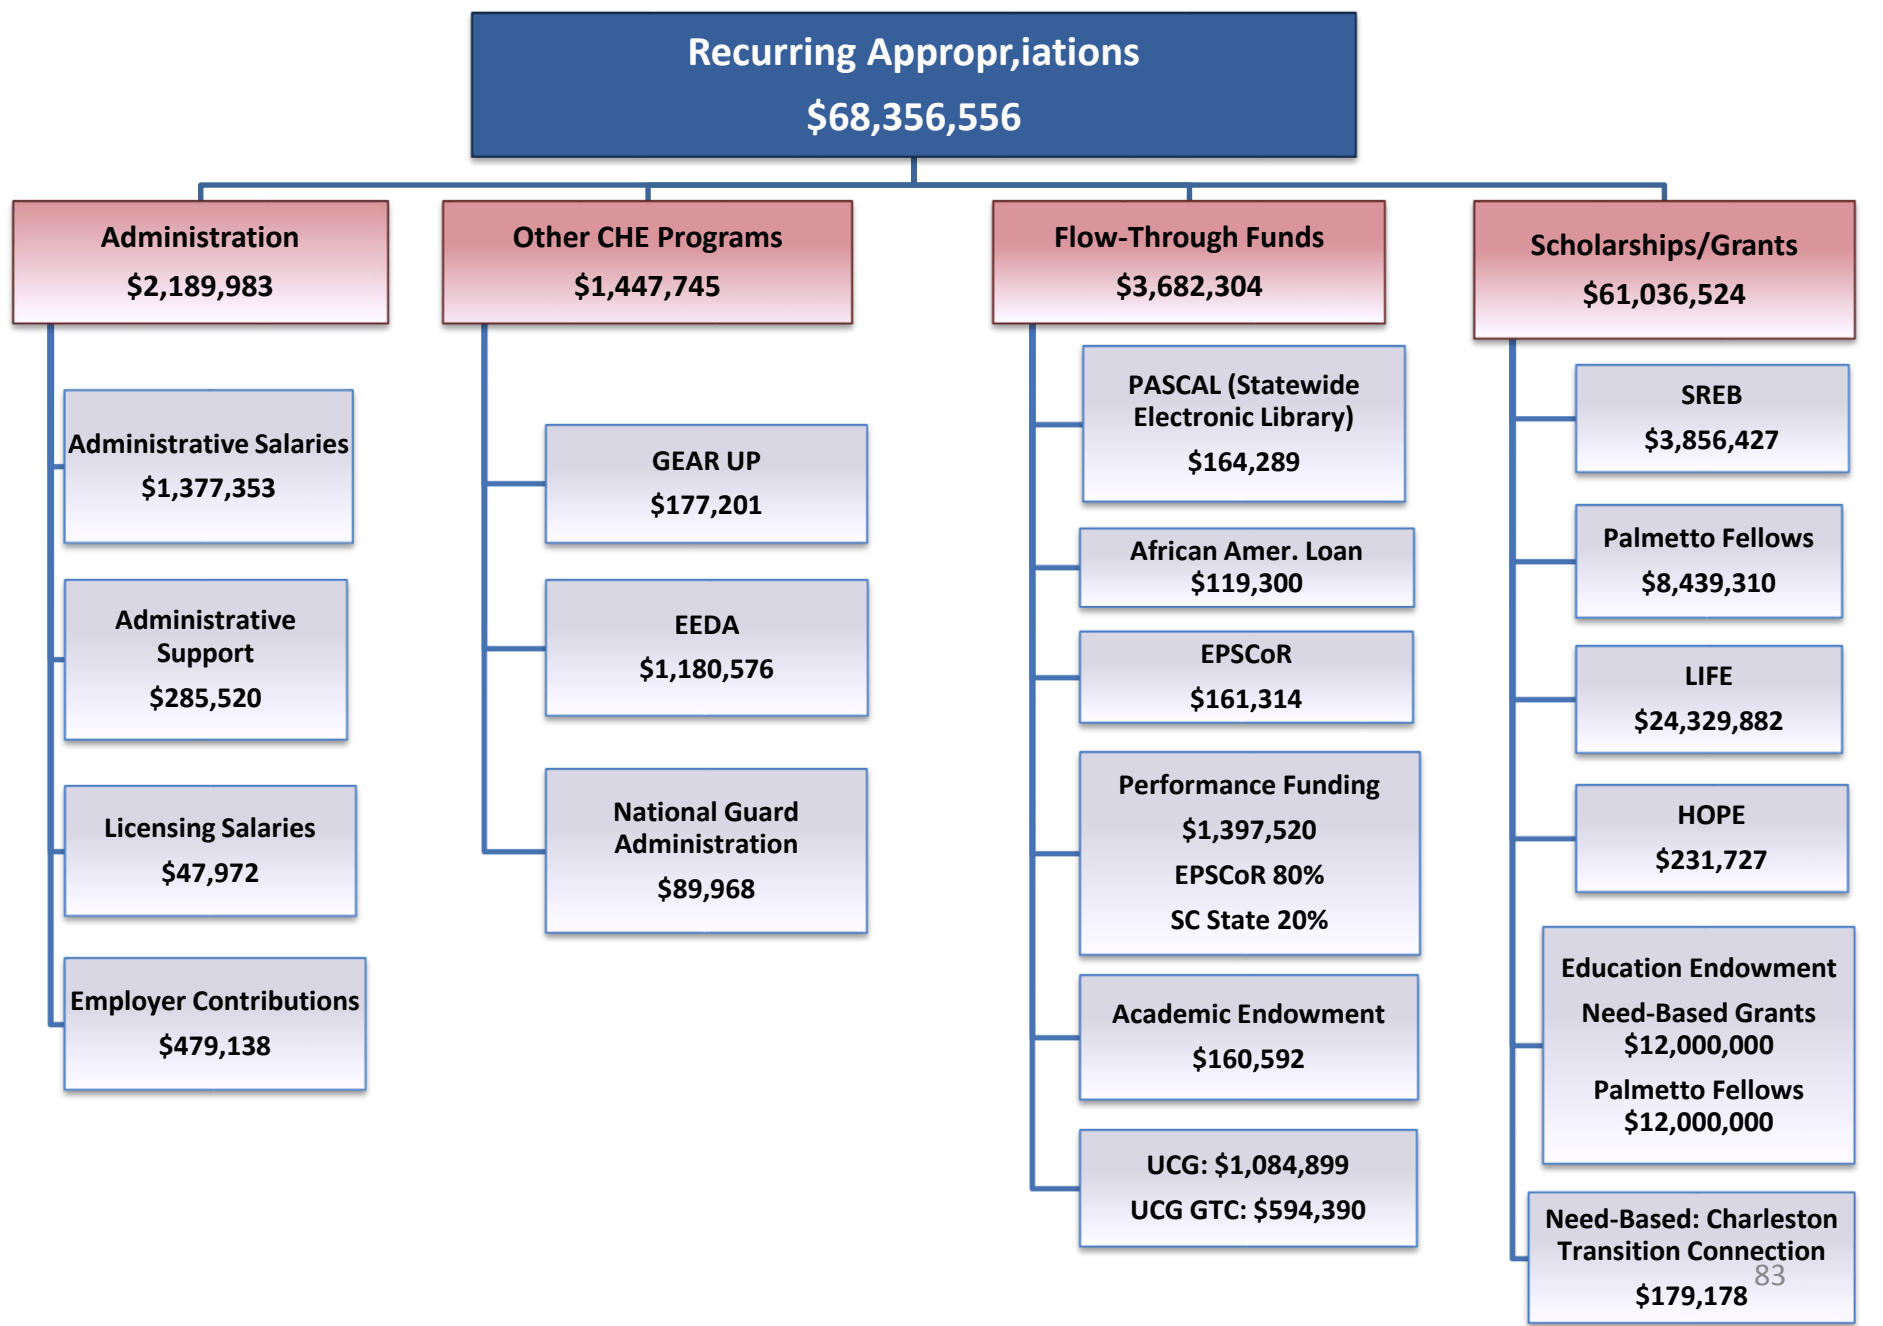 Recurring Appropr,iations
$68,356,556
Administration
$2,189,983
Administrative Salaries
$1,377,353
Administrative
Support
$285,520
Licensing Salaries
$47,972
Employer Contributions
$479,138
Other CHE Programs
$1,447,745
GEAR UP
$177,201
EEDA
$1,180,576
National Guard
Administration
$89,968
Flow-Through Funds
$3,682,304
PASCAL (Statewide
Electronic Library)
$164,289
African Amer. Loan
$119,300
EPSCoR
$161,314
Performance Funding
$1,397,520
EPSCoR 80%
SC State 20%
Academic Endowment
$160,592
UCG: $1,084,899
UCG GTC: $594,390
Scholarships/Grants
$61,036,524
SREB
$3,856,427
Palmetto Fellows
$8,439,310
LIFE
$24,329,882
HOPE
$231,727
Education Endowment
Need-Based Grants
$12,000,000
Palmetto Fellows
$12,000,000
Need-Based: Charleston
Transition Connection
$179,178
83